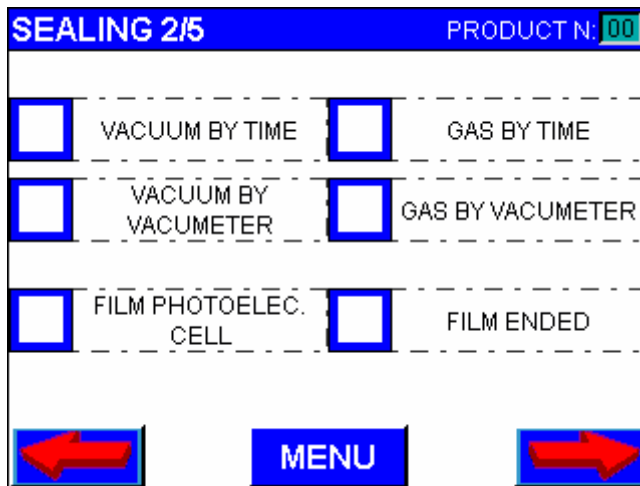 SEALING 2/5 PRODUCT N: 00
VACUUM BY TIME GAS BY TIME
VACUUM BY
VACUMETER
GAS BY VACUMETER
FILM PHOTOELEC.
CELL
FILM ENDED
MENU